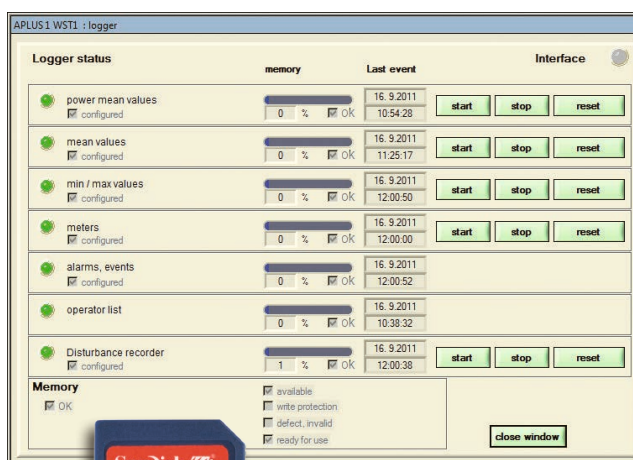 APLUS1 WST1 : logger
Logger status
memory
Last event
Interface
power mean values
configured
0 % OK
16. 9.2011
10:54:28
start stop reset
mean values
configured
0 % OK
16. 9.2011
11:25:17
start stop reset
min / max values
configured
0 % OK
16. 9.2011
12:00:50
start stop reset
meters
configured
0 % OK
16. 9.2011
12:00:00
start stop reset
alarms, events
configured
0 % OK
16. 9.2011
12:00:52
operator list
0 % OK
16. 9.2011
10:38:32
Disturbance recorder
configured
1 % OK
16. 9.2011
12:00:38
start stop reset
Memory
OK
available
write protection
defect, invalid
ready for use
close window